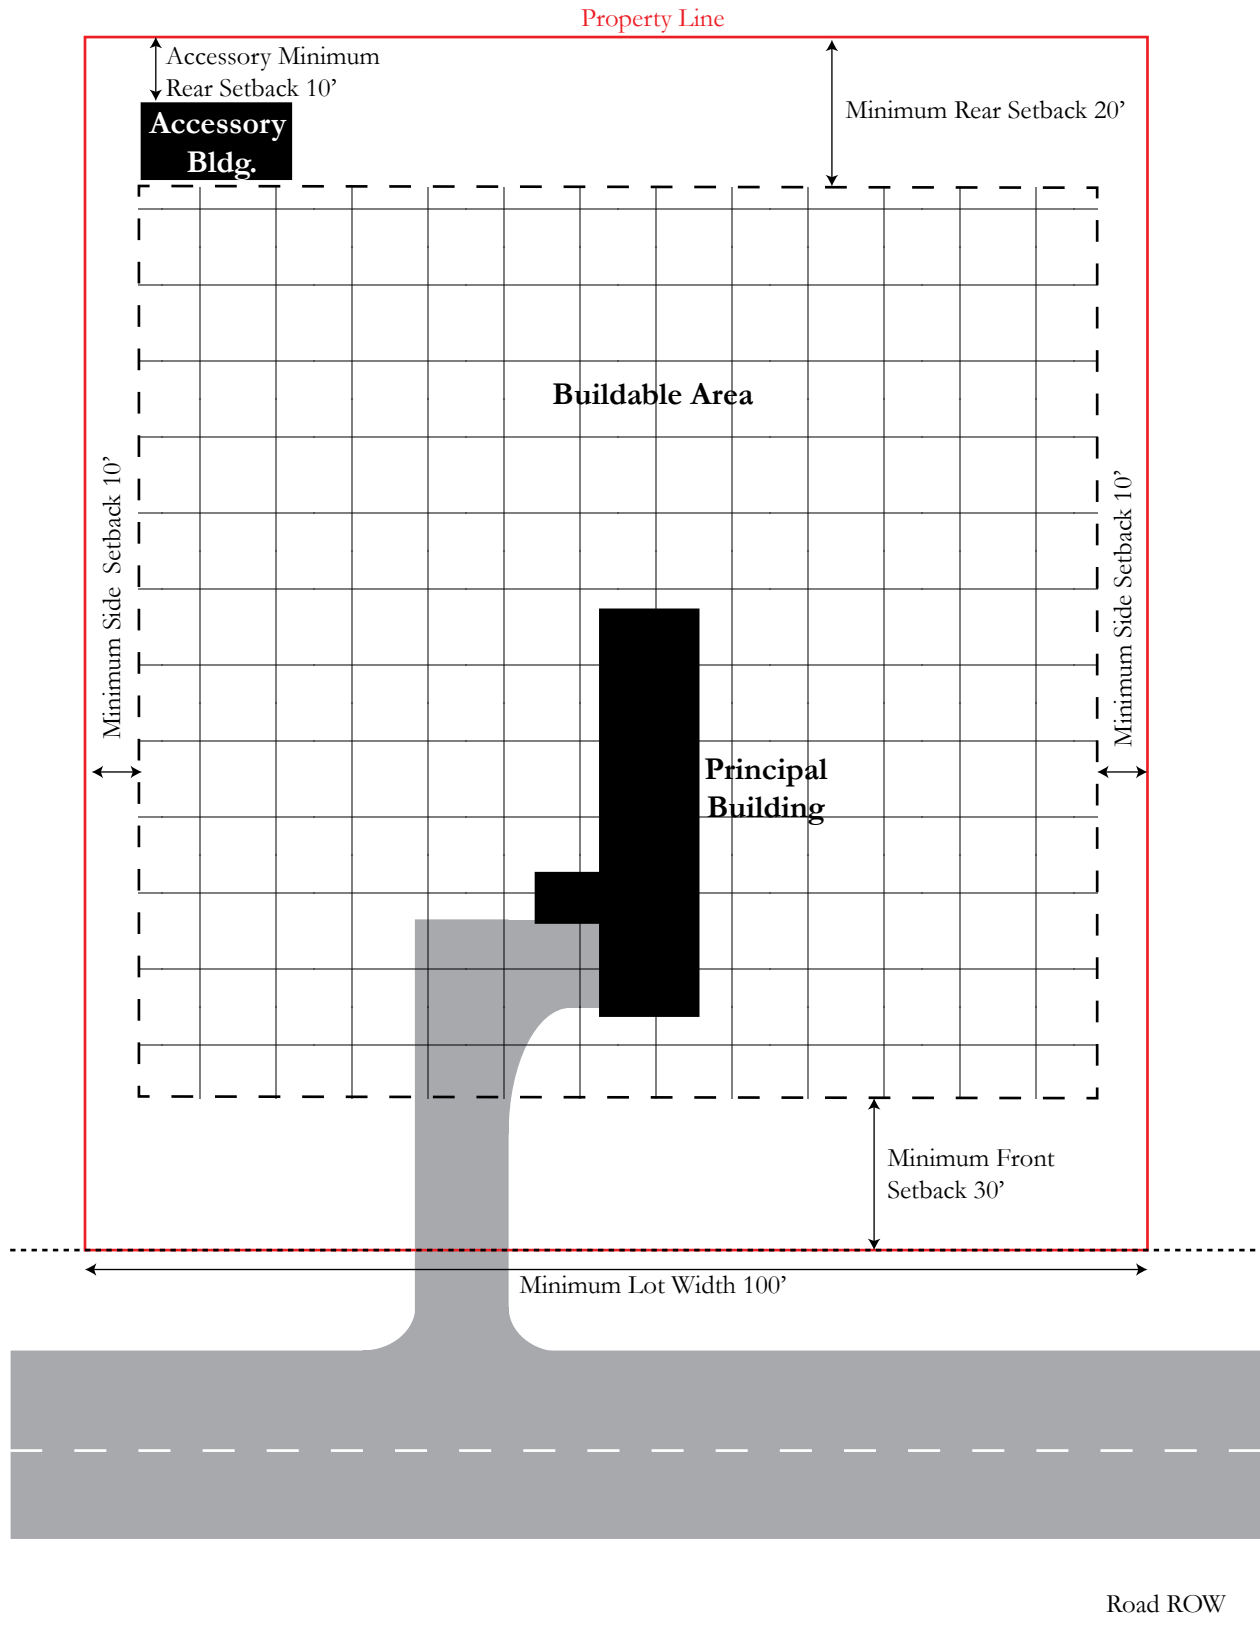 Property Line
Accessory Minimum
Rear Setback 10’
Minimum Rear Setback 20’
Accessory
Bldg.
Buildable Area
Minimum Side Setback 10’
Minimum Side Setback 10’
Principal
Building
Minimum Front
Setback 30’
Minimum Lot Width 100’
Road ROW